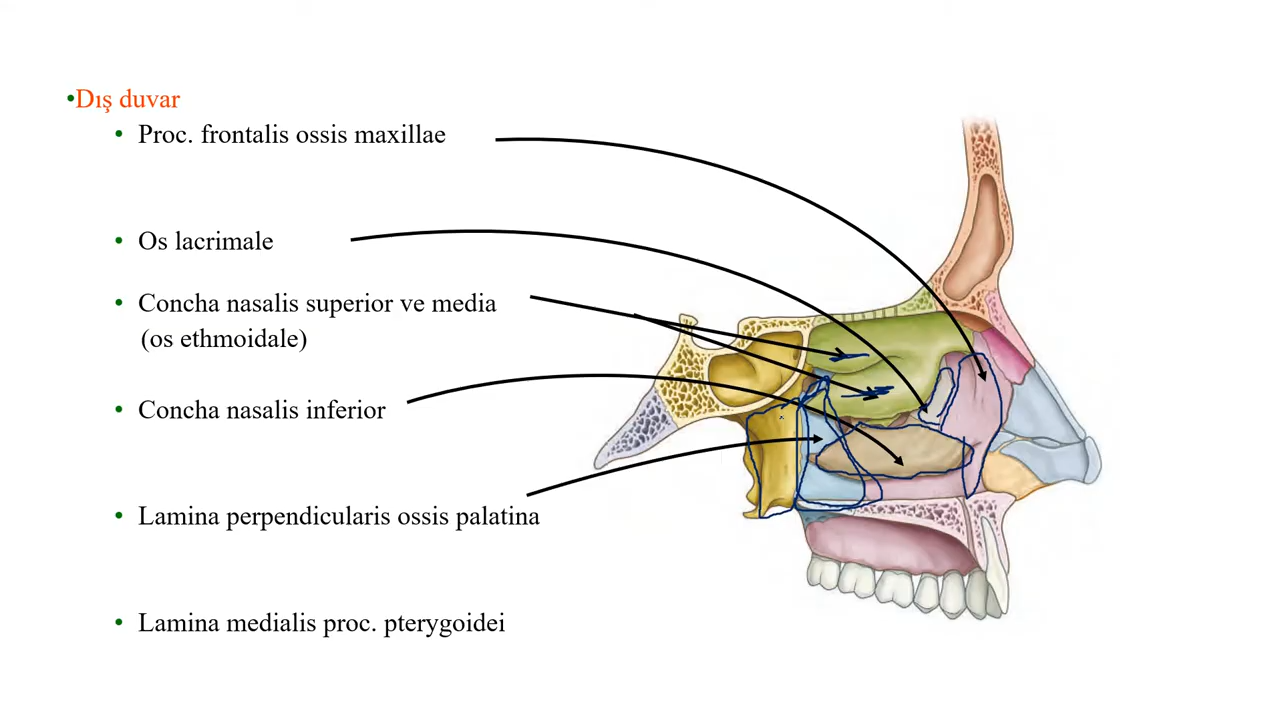 •Dış duvar
• Proc. frontalis ossis maxillae
• Os lacrimale
• Concha nasalis superior ve media
(os ethmoidale)
• Concha nasalis inferior
• Lamina perpendicularis ossis palatina
• Lamina medialis proc. pterygoidei